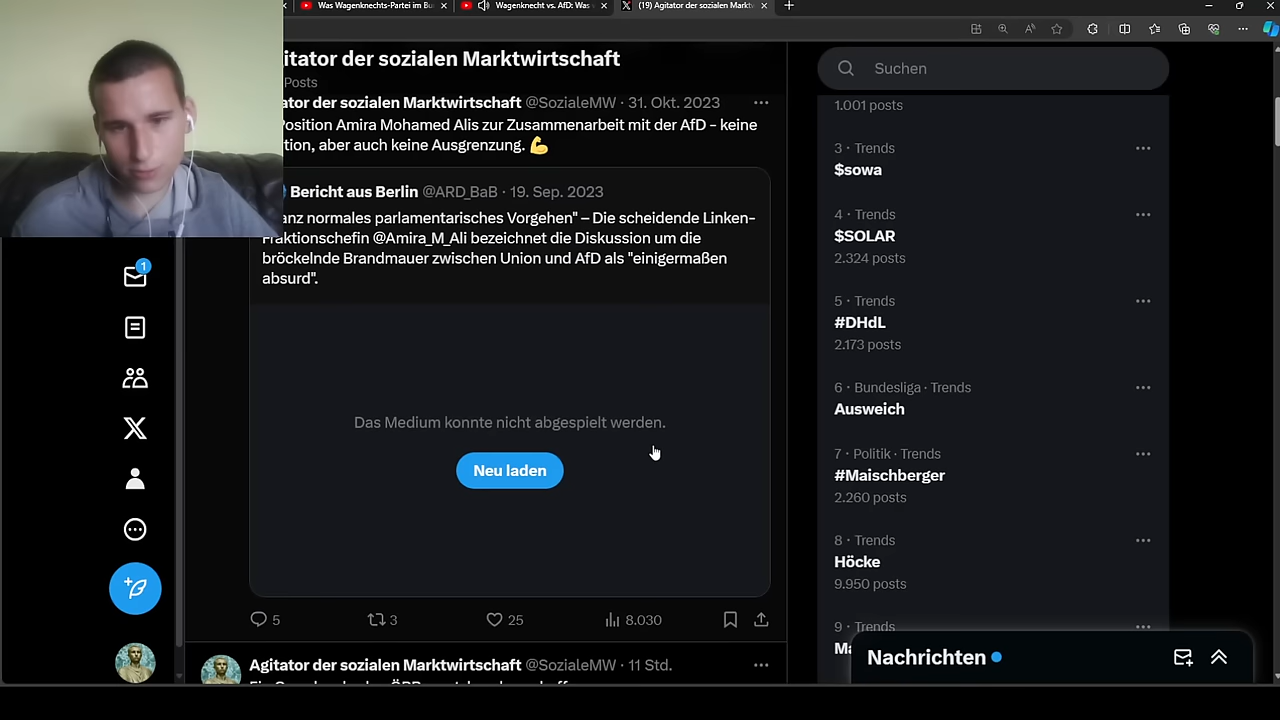 Was Wagenknechts-Partei im Bu
Wagenknecht vs. AfD: Was
(19) Agitator der sozialen Marktw
itator der sozialen Marktwirtschaft
Posts
ator der sozialen Marktwirtschaft @SozialeMW · 31. Okt. 2023
Position Amira Mohamed Alis zur Zusammenarbeit mit der AfD - keine
tion, aber auch keine Ausgrenzung. 💪
Bericht aus Berlin @ARD_BaB · 19. Sep. 2023
anz normales parlamentarisches Vorgehen" – Die scheidende Linken-
Fraktionschefin @Amira_M_Ali bezeichnet die Diskussion um die
bröckelnde Brandmauer zwischen Union und AfD als "einigermaßen
absurd".
Das Medium konnte nicht abgespielt werden.
Neu laden
5
3
25
8.030
Agitator der sozialen Marktwirtschaft @SozialeMW · 11 Std.
1
Suchen
1.001 posts
3 · Trends
$sowa
4 · Trends
$SOLAR
2.324 posts
5 · Trends
#DHdL
2.173 posts
6 · Bundesliga · Trends
Ausweich
7 · Politik · Trends
#Maischberger
2.260 posts
8 · Trends
Höcke
9.950 posts
9 · Trends
Nachrichten